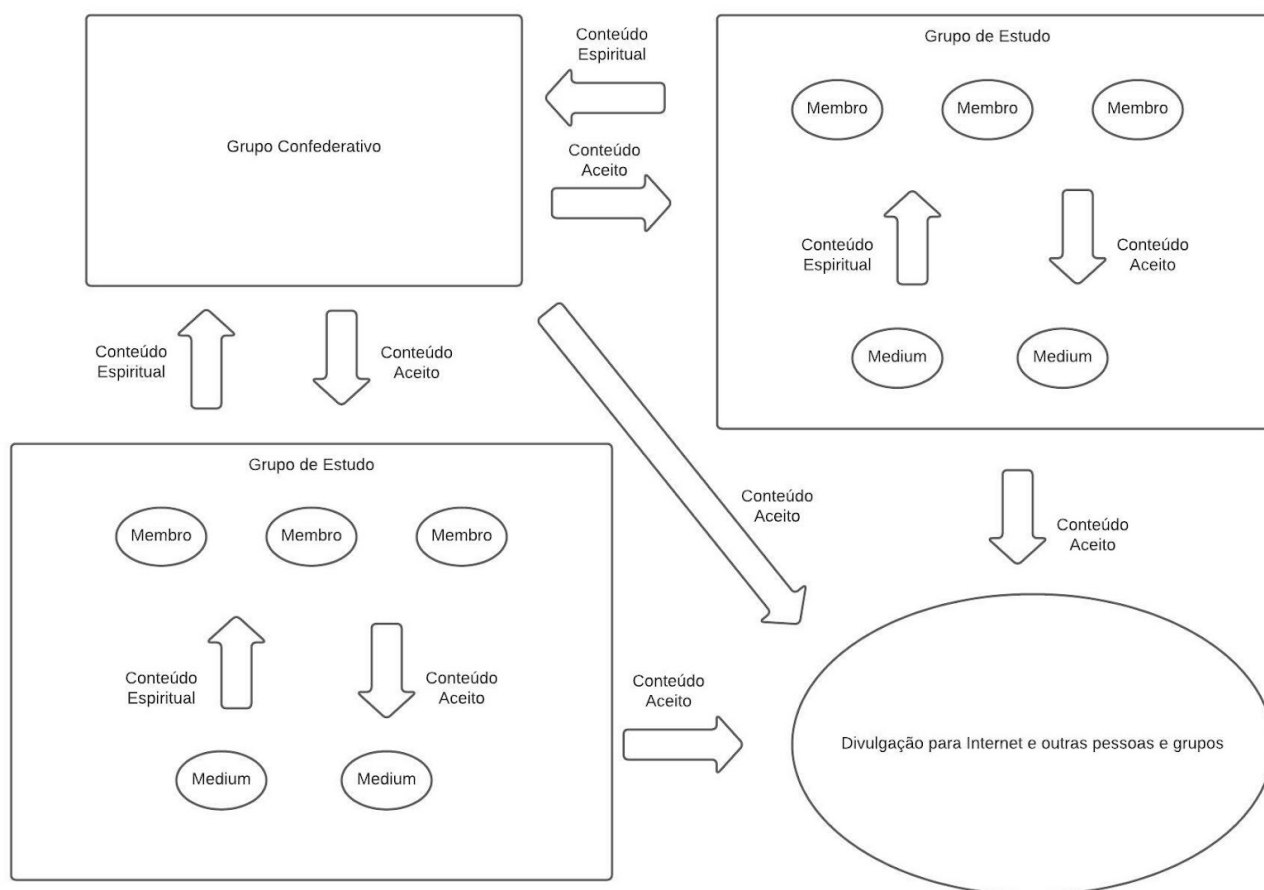 Conteúdo
Espiritual
Grupo de Estudo
Membro
Membro
Membro
Grupo Confederativo
Conteúdo
Aceito
Conteúdo
Espiritual
Conteúdo
Aceito
Conteúdo
Espiritual
Conteúdo
Aceito
Medium
Medium
Grupo de Estudo
Membro
Membro
Membro
Conteúdo
Aceito
Conteúdo
Aceito
Conteúdo
Espiritual
Conteúdo
Aceito
Conteúdo
Aceito
Medium
Medium
Divulgação para Internet e outras pessoas e grupos